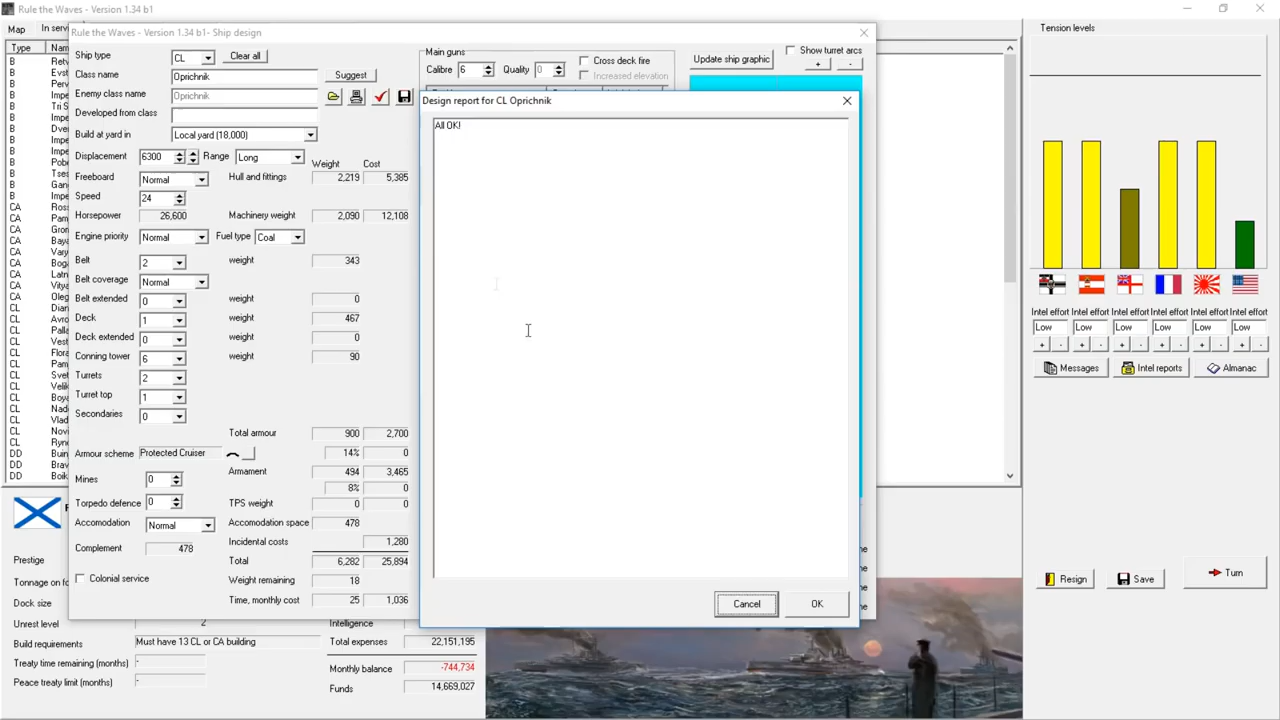 Rule the Waves - Version 1.34 b1
Map
In servi
Type
B
B
B
B
B
B
B
B
B
B
B
B
CA
CA
CA
CA
CA
CA
CA
CA
CA
CL
CL
CL
CL
CL
CL
CL
CL
CL
CL
CL
CL
CL
DD
DD
DD
Rule the Waves - Version 1.34 b1- Ship design
Ship type
CL
Clear all
Class name
Oprichnik
Suggest
Enemy class name
Oprichnik
Developed from class
Build at yard in
Local yard (18,000)
Displacement
6300
Range
Long
Weight
Cost
Freeboard
Normal
Hull and fittings
2,219
5,385
Speed
24
Horsepower
26,600
Machinery weight
2,090
12,108
Engine priority
Normal
Fuel type
Coal
Belt
2
weight
343
Belt coverage
Normal
Belt extended
0
weight
0
Deck
1
weight
467
Deck extended
0
weight
0
Conning tower
6
weight
90
Turrets
2
Turret top
1
Secondaries
0
Total armour
900
2,700
Armour scheme
Protected Cruiser
14%
0
Armament
494
3,465
Mines
0
8%
0
Torpedo defence
0
TPS weight
0
0
Accomodation
Normal
Accomodation space
478
Incidental costs
1,280
Complement
478
Total
6,282
25,894
Colonial service
Weight remaining
18
Time, monthly cost
25
1,036
Main guns
Calibre
6
Quality
0
Cross deck fire
Increased elevation
Update ship graphic
Show turret arcs
+
-
Design report for CL Oprichnik
All OK!
Cancel
OK
Prestige
Tonnage on fo
Dock size
Unrest level
2
Build requirements
Must have 13 CL or CA building
Treaty time remaining (months)
-
Peace treaty limit (months)
-
Intelligence
Total expenses
22,151,195
Monthly balance
-744,734
Funds
14,669,027
Tension levels
Intel effort
Intel effort
Intel effort
Intel effort
Intel effort
Intel effort
Low
Low
Low
Low
Low
Low
+ - + - + - + - + - + -
Messages
Intel reports
Almanac
Resign
Save
Turn